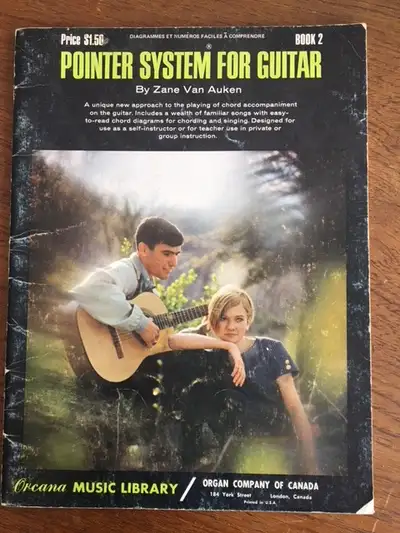 DIAGRAMMES ET NUMÉROS FACILES À COMPRENDRE
Price $1.50
BOOK 2
POINTER SYSTEM FOR GUITAR
®
By Zane Van Auken
A unique new approach to the playing of chord accompaniment
on the guitar. Includes a wealth of familiar songs with easy-
to-read chord diagrams for chording and singing. Designed for
use as a self-instructor or for teacher use in private or
group instruction.
Orcana MUSIC LIBRARY / ORGAN COMPANY OF CANADA
184 York Street London, Canada
Printed in U.S.A.